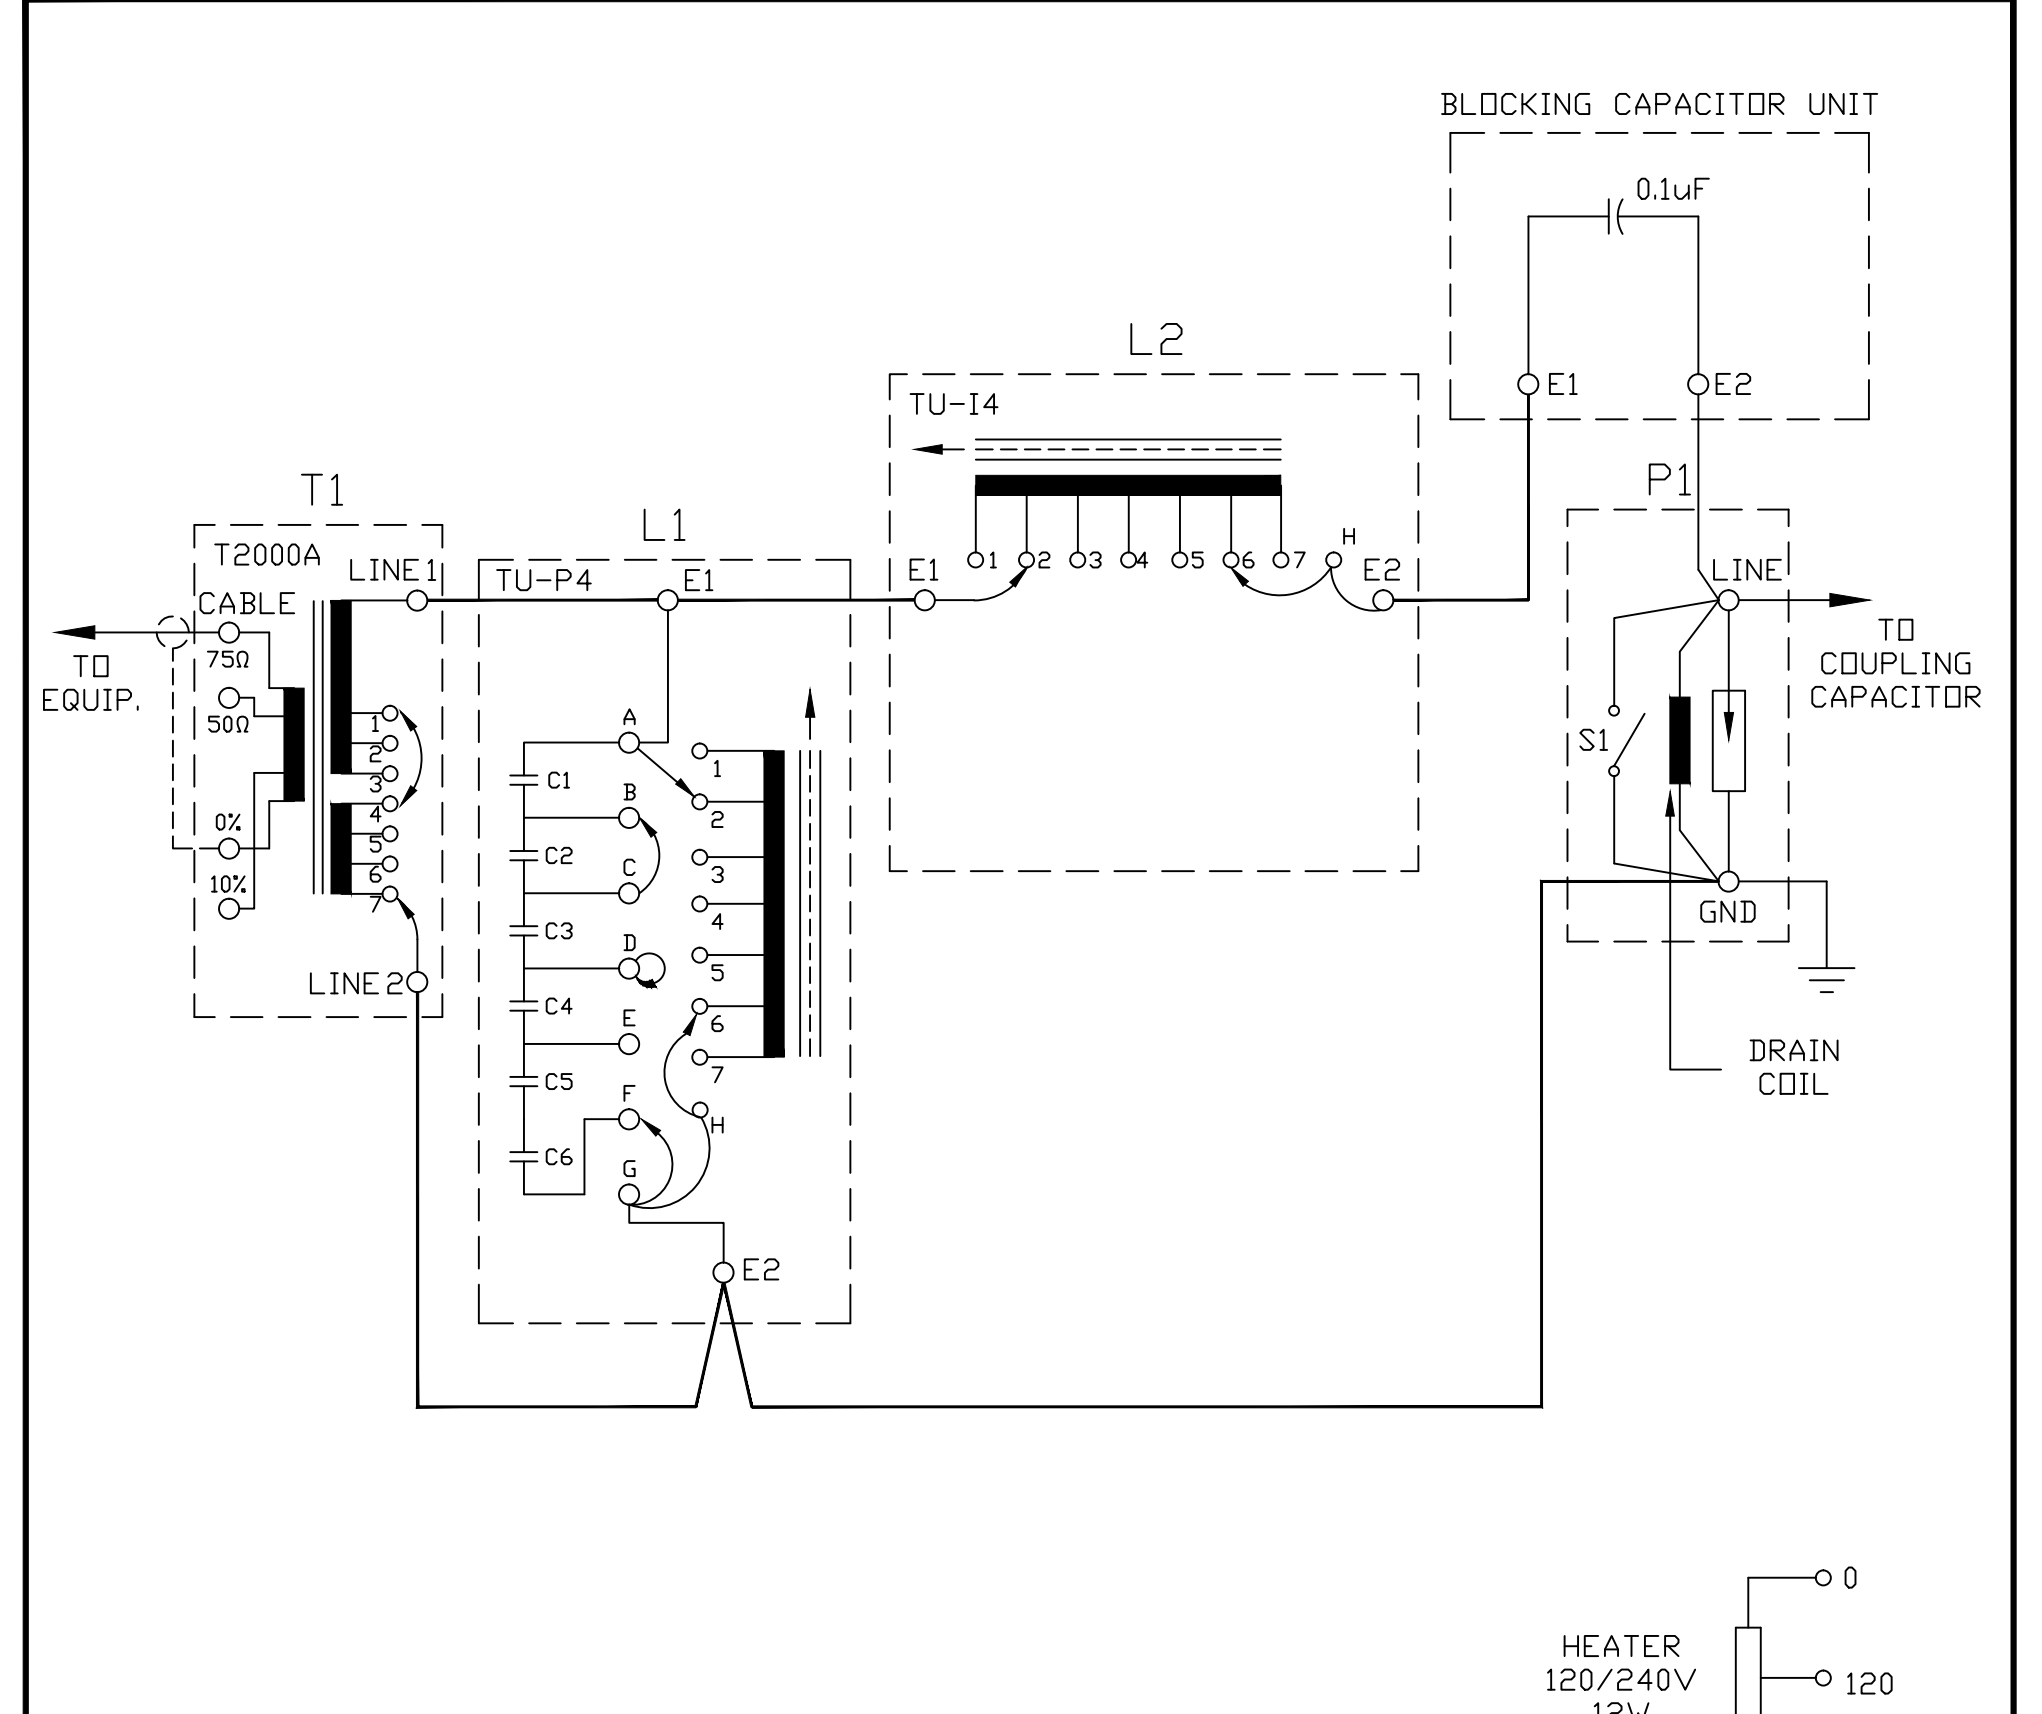 BLOCKING CAPACITOR UNIT
0.1uF
E1
E2
L2
TU-I4
1
2
3
4
5
6
7
H
E1
E2
P1
LINE
TO
COUPLING
CAPACITOR
S1
GND
DRAIN
COIL
T1
T2000A
LINE 1
CABLE
75Ω
50Ω
TO
EQUIP.
0%
10%
1
2
3
4
5
6
7
LINE 2
L1
TU-P4
E1
A
B
C
D
E
F
G
C1
C2
C3
C4
C5
C6
1
2
3
4
5
6
7
H
E2
0
HEATER
120/240V
120
12W